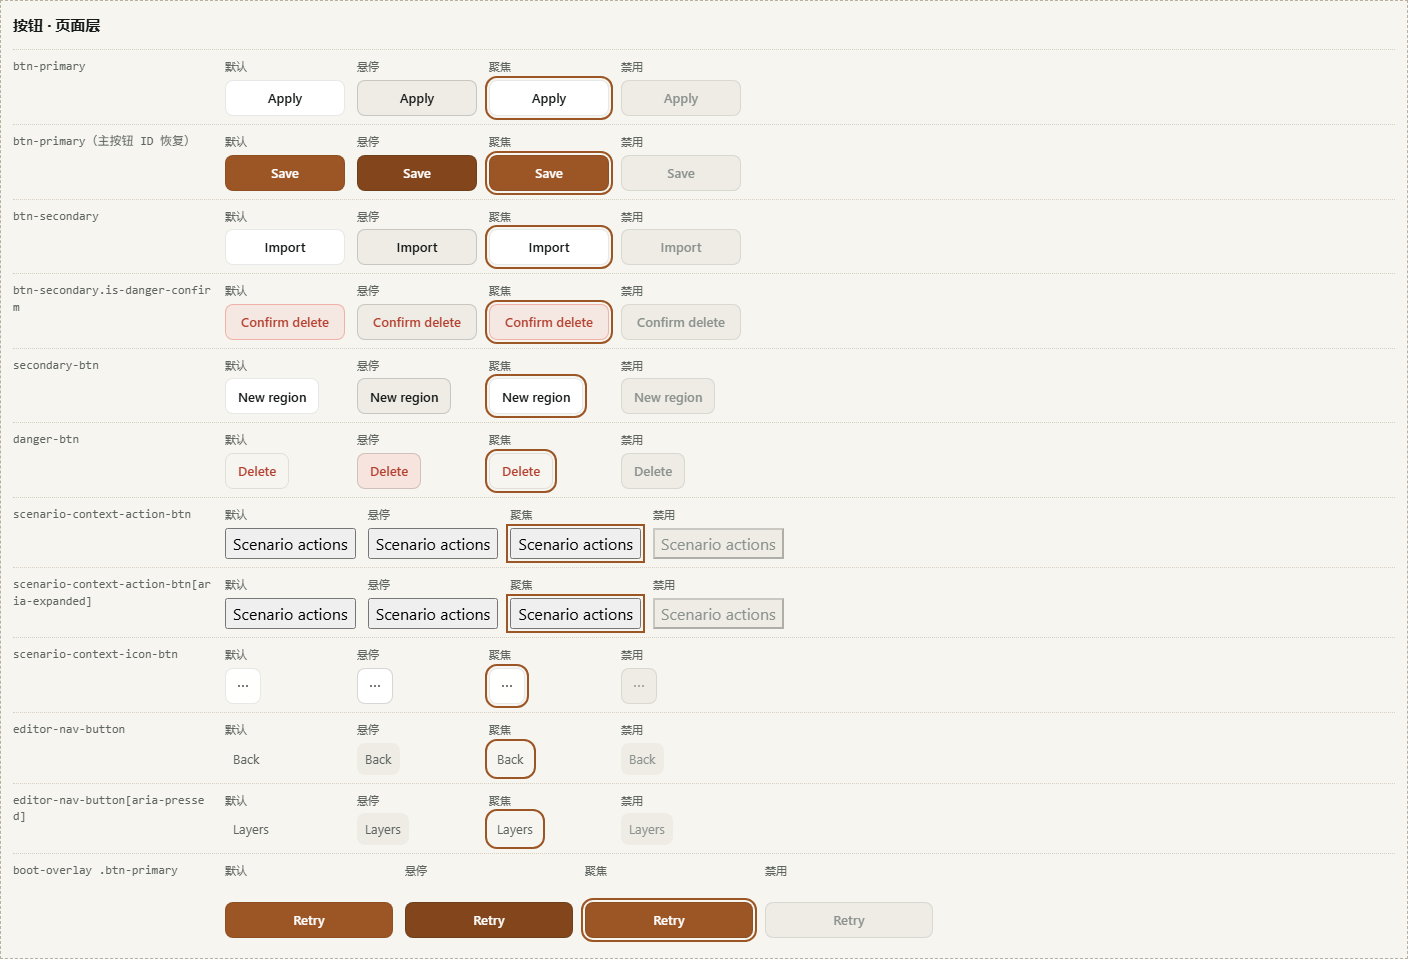 按钮 · 页面层
btn-primary
默认 悬停 聚焦 禁用
Apply Apply Apply Apply
btn-primary（主按钮 ID 恢复）
默认 悬停 聚焦 禁用
Save Save Save Save
btn-secondary
默认 悬停 聚焦 禁用
Import Import Import Import
btn-secondary.is-danger-confir
m
默认 悬停 聚焦 禁用
Confirm delete Confirm delete Confirm delete Confirm delete
secondary-btn
默认 悬停 聚焦 禁用
New region New region New region New region
danger-btn
默认 悬停 聚焦 禁用
Delete Delete Delete Delete
scenario-context-action-btn
默认 悬停 聚焦 禁用
Scenario actions Scenario actions Scenario actions Scenario actions
scenario-context-action-btn[ar
ia-expanded]
默认 悬停 聚焦 禁用
Scenario actions Scenario actions Scenario actions Scenario actions
scenario-context-icon-btn
默认 悬停 聚焦 禁用
... ... ... ...
editor-nav-button
默认 悬停 聚焦 禁用
Back Back Back Back
editor-nav-button[aria-presse
d]
默认 悬停 聚焦 禁用
Layers Layers Layers Layers
boot-overlay .btn-primary
默认 悬停 聚焦 禁用
Retry Retry Retry Retry